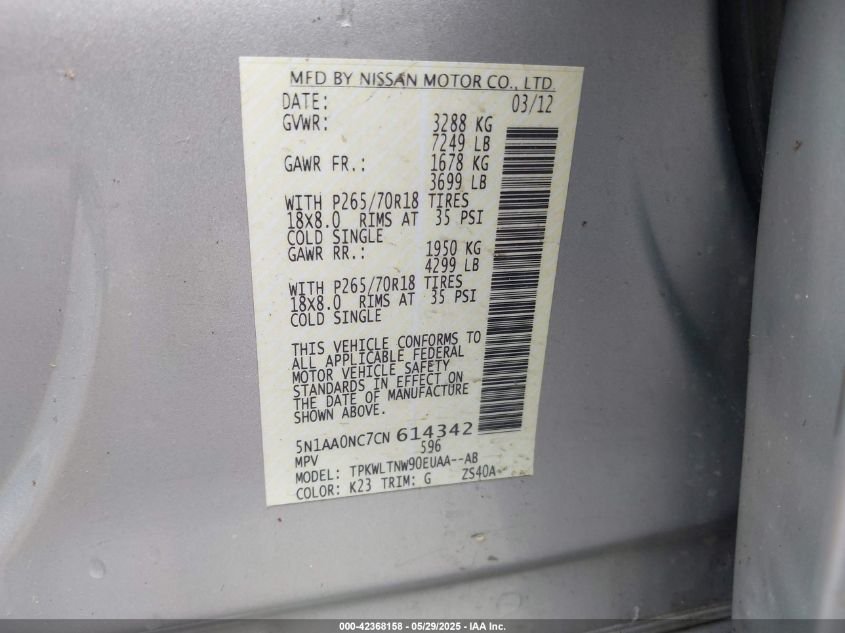 MFD BY NISSAN MOTOR CO., LTD.
DATE: 03/12
GVWR: 3288 KG
7249 LB
GAWR FR.: 1678 KG
3699 LB
WITH P265/70R18 TIRES
18X8.0 RIMS AT 35 PSI
COLD SINGLE
GAWR RR.: 1950 KG
4299 LB
WITH P265/70R18 TIRES
18X8.0 RIMS AT 35 PSI
COLD SINGLE
THIS VEHICLE CONFORMS TO
ALL APPLICABLE FEDERAL
MOTOR VEHICLE SAFETY
STANDARDS IN EFFECT ON
THE DATE OF MANUFACTURE
SHOWN ABOVE.
5N1AA0NC7CN 614342
MPV 596
MODEL: TPKWLTNW90EUAA--AB
COLOR: K23 TRIM: G ZS40A
000-42368158 - 05/29/2025 - IAA Inc.